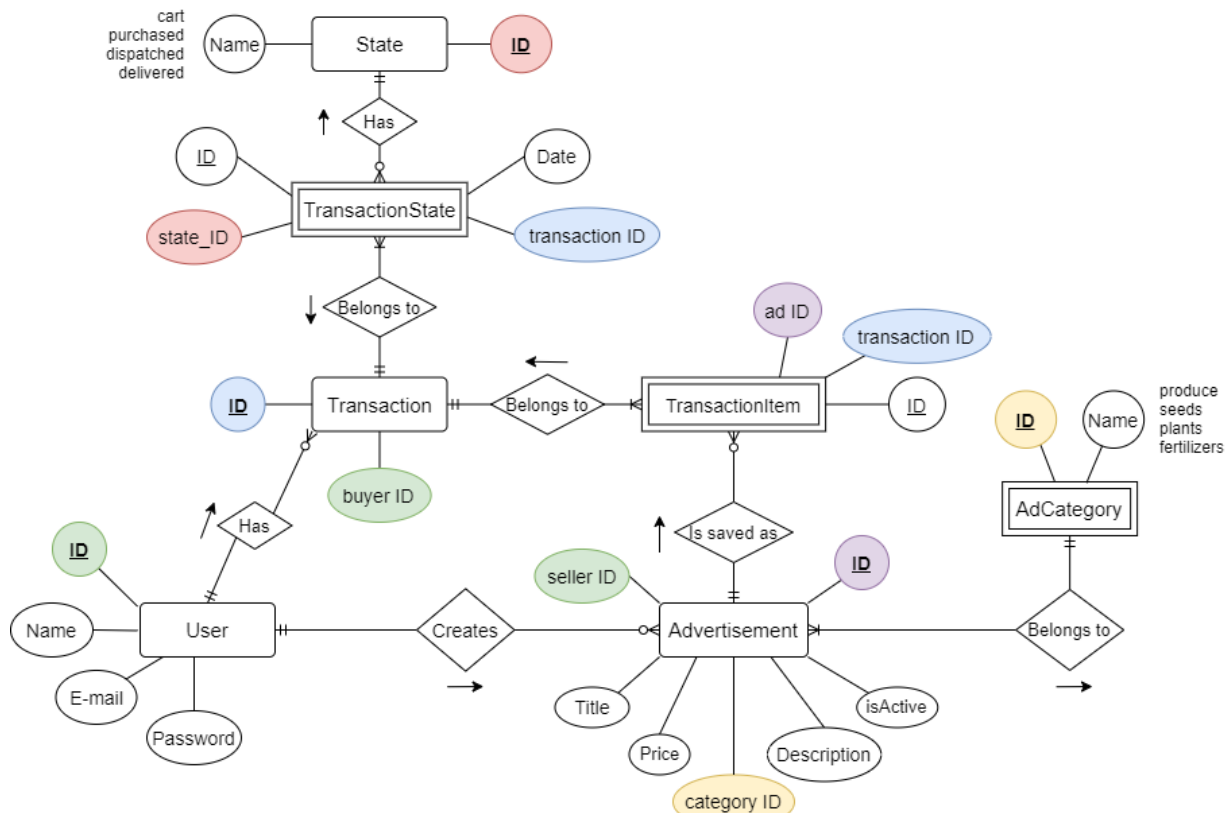 cart
purchased
dispatched
delivered
Name
State
ID
Has
ID
Date
TransactionState
state_ID
transaction ID
Belongs to
ad ID
transaction ID
ID
Transaction
Belongs to
TransactionItem
ID
ID
Name
produce
seeds
plants
fertilizers
buyer ID
AdCategory
Has
Is saved as
ID
seller ID
ID
Name
User
Creates
Advertisement
Belongs to
E-mail
Title
isActive
Password
Price
Description
category ID